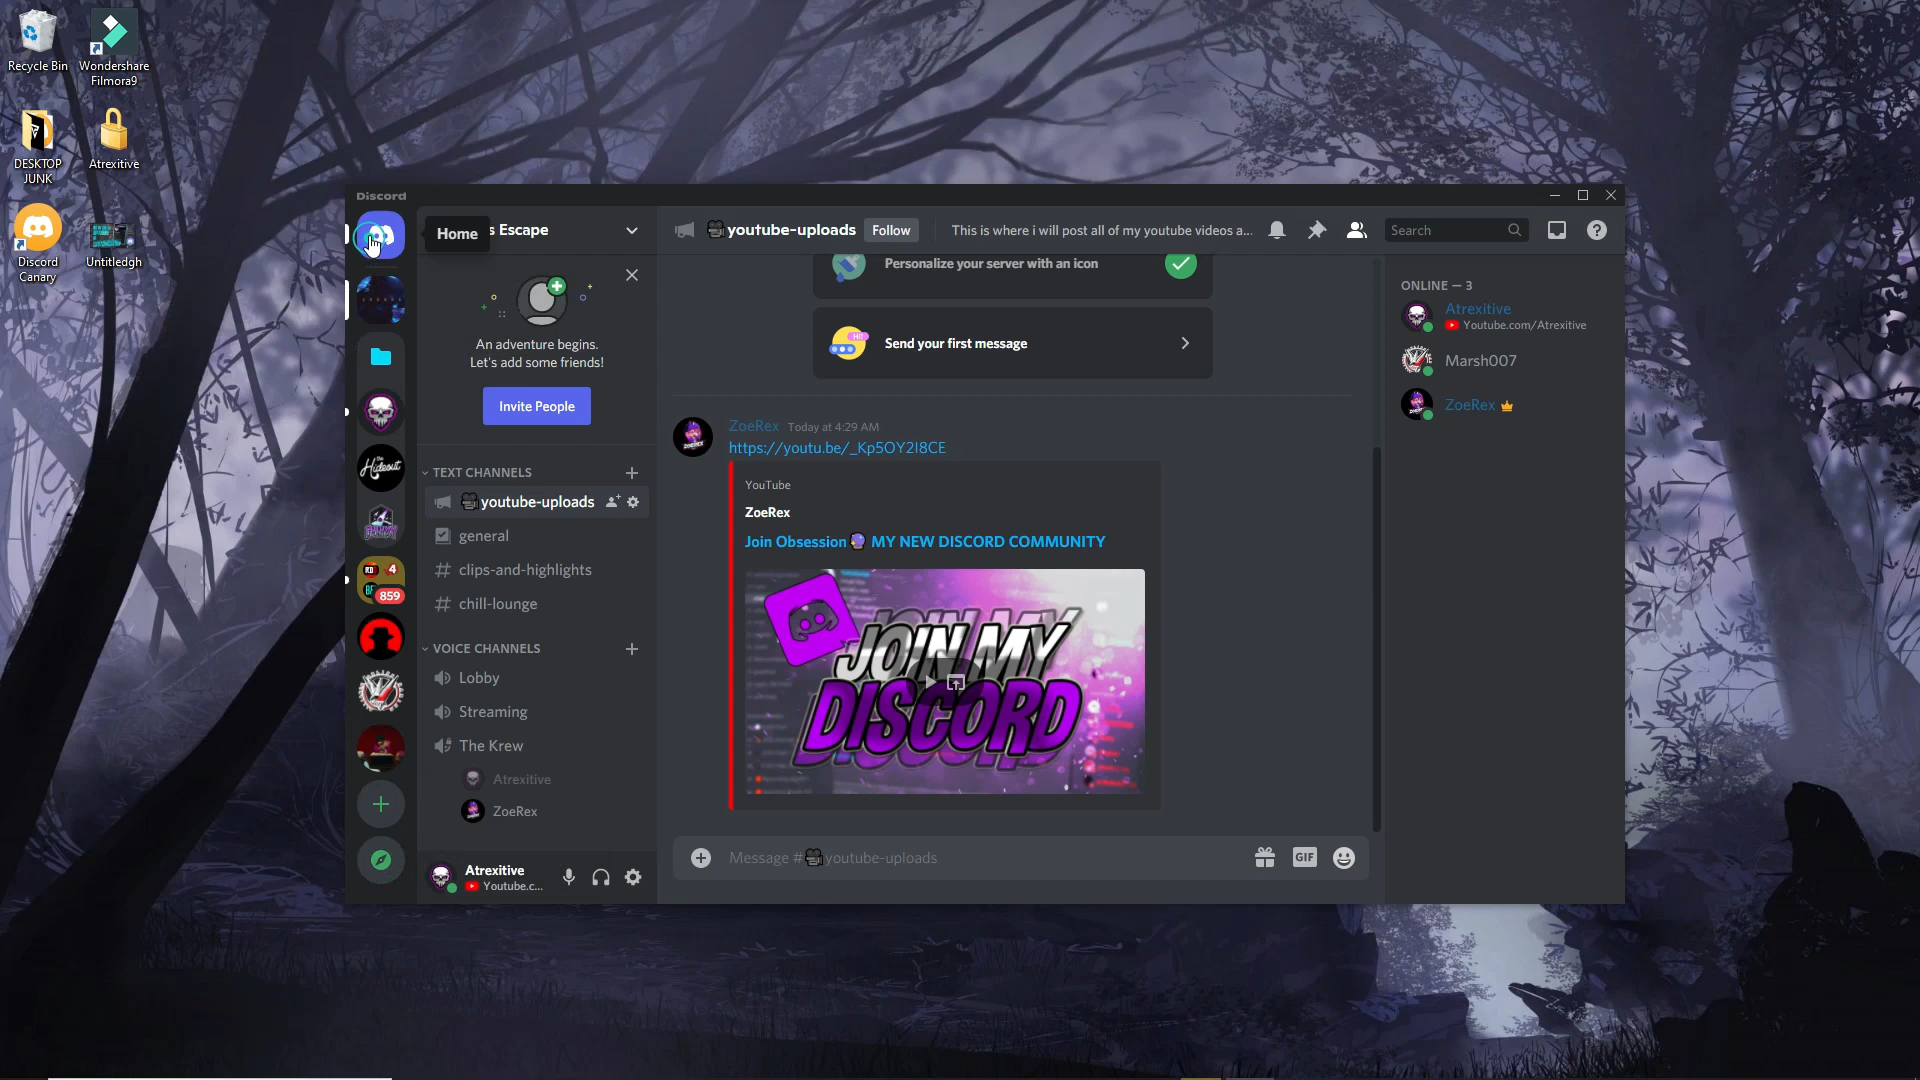 Recycle Bin
Wondershare
Filmora9
DESKTOP
JUNK
Atrexitive
Discord
Canary
Untitledgh
Discord
Home
s Escape
An adventure begins.
Let's add some friends!
Invite People
TEXT CHANNELS
youtube-uploads
general
clips-and-highlights
chill-lounge
VOICE CHANNELS
Lobby
Streaming
The Krew
Atrexitive
ZoeRex
Atrexitive
Youtube.c...
the
Hideout
4
859
youtube-uploads
Follow
This is where i will post all of my youtube videos a...
Search
Personalize your server with an icon
Send your first message
ZoeRex Today at 4:29 AM
https://youtu.be/_Kp5OY2I8CE
YouTube
ZoeRex
Join Obsession MY NEW DISCORD COMMUNITY
JOIN MY
DISCORD
Message # youtube-uploads
GIF
ONLINE — 3
Atrexitive
Youtube.com/Atrexitive
Marsh007
ZoeRex